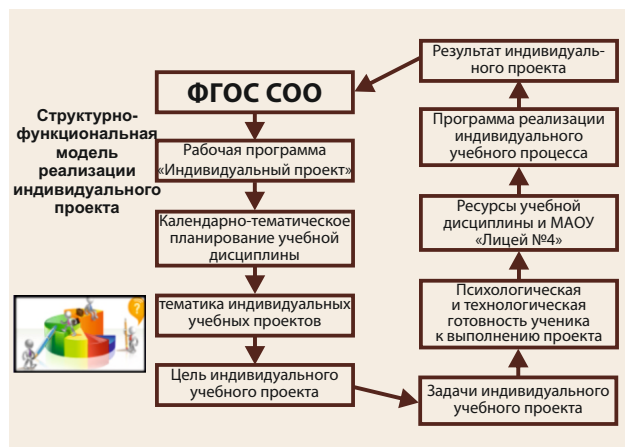 Структурно-
функциональная
модель
реализации
индивидуального
проекта
ФГОС СОО
Рабочая программа
«Индивидуальный проект»
Календарно-тематическое
планирование учебной
дисциплины
тематика индивидуальных
учебных проектов
Цель индивидуального
учебного проекта
Задачи индивидуального
учебного проекта
Психологическая
и технологическая
готовность ученика
к выполнению проекта
Ресурсы учебной
дисциплины и МАОУ
«Лицей №4»
Программа реализации
индивидуального
учебного процесса
Результат индивидуаль-
ного проекта
?